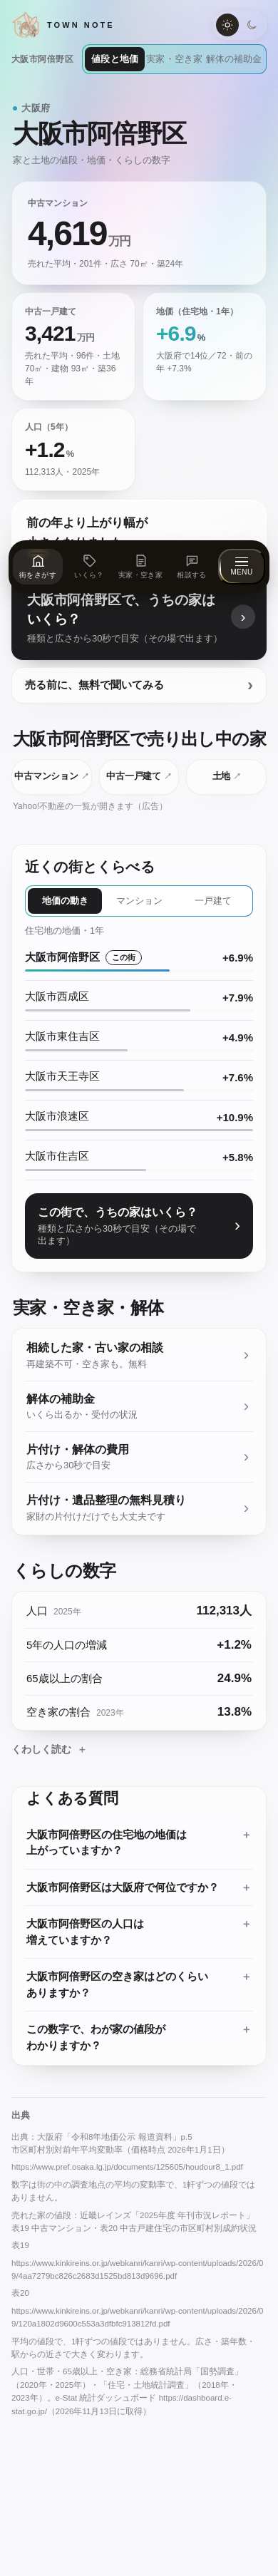 TOWN NOTE
大阪市阿倍野区
値段と地価
実家・空き家
解体の補助金
大阪府
大阪市阿倍野区
家と土地の値段・地価・くらしの数字
中古マンション
4,619万円
売れた平均・201件・広さ 70㎡・築24年
中古一戸建て
3,421万円
売れた平均・96件・土地
70㎡・建物 93㎡・築36
年
地価（住宅地・1年）
+6.9%
大阪府で14位／72・前の
年 +7.3%
人口（5年）
+1.2%
112,313人・2025年
前の年より上がり幅が
街をさがす
いくら？
実家・空き家
相談する
MENU
大阪市阿倍野区で、うちの家は
いくら？
種類と広さから30秒で目安（その場で出ます）
売る前に、無料で聞いてみる
大阪市阿倍野区で売り出し中の家
中古マンション ↗
中古一戸建て ↗
土地 ↗
Yahoo!不動産の一覧が開きます（広告）
近くの街とくらべる
地価の動き
マンション
一戸建て
住宅地の地価・1年
大阪市阿倍野区 この街 +6.9%
大阪市西成区 +7.9%
大阪市東住吉区 +4.9%
大阪市天王寺区 +7.6%
大阪市浪速区 +10.9%
大阪市住吉区 +5.8%
この街で、うちの家はいくら？
種類と広さから30秒で目安（その場で
出ます）
実家・空き家・解体
相続した家・古い家の相談
再建築不可・空き家も。無料
解体の補助金
いくら出るか・受付の状況
片付け・解体の費用
広さから30秒で目安
片付け・遺品整理の無料見積り
家財の片付けだけでも大丈夫です
くらしの数字
人口 2025年 112,313人
5年の人口の増減 +1.2%
65歳以上の割合 24.9%
空き家の割合 2023年 13.8%
くわしく読む +
よくある質問
大阪市阿倍野区の住宅地の地価は
上がっていますか？ +
大阪市阿倍野区は大阪府で何位ですか？ +
大阪市阿倍野区の人口は
増えていますか？ +
大阪市阿倍野区の空き家はどのくらい
ありますか？ +
この数字で、わが家の値段が
わかりますか？ +
出典
出典：大阪府「令和8年地価公示 報道資料」p.5
市区町村別対前年平均変動率（価格時点 2026年1月1日）
https://www.pref.osaka.lg.jp/documents/125605/houdour8_1.pdf
数字は街の中の調査地点の平均の変動率で、1軒ずつの値段では
ありません。
売れた家の値段：近畿レインズ「2025年度 年刊市況レポート」
表19 中古マンション・表20 中古戸建住宅の市区町村別成約状況
表19
https://www.kinkireins.or.jp/webkanri/kanri/wp-content/uploads/2026/0
9/4aa7279bc826c2683d1525bd813d9696.pdf
表20
https://www.kinkireins.or.jp/webkanri/kanri/wp-content/uploads/2026/0
9/120a1802d9600c553a3dfbfc913812fd.pdf
平均の値段で、1軒ずつの値段ではありません。広さ・築年数・
駅からの近さで大きく変わります。
人口・世帯・65歳以上・空き家：総務省統計局「国勢調査」
（2020年・2025年）・「住宅・土地統計調査」（2018年・
2023年）。e-Stat 統計ダッシュボード https://dashboard.e-
stat.go.jp/（2026年11月13日に取得）